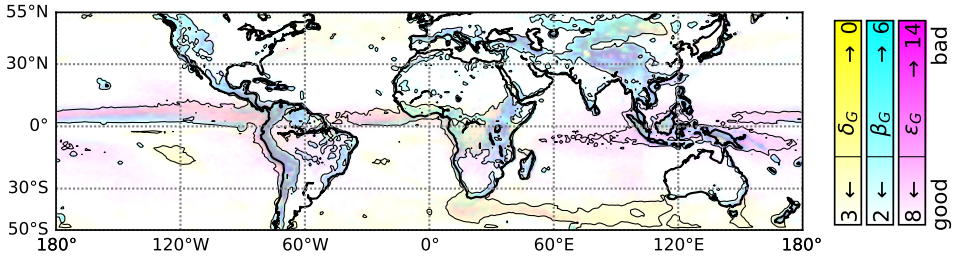 55°N
30°N
0°
30°S
50°S
180°
120°W
60°W
0°
60°E
120°E
180°
3 ← δG → 0
2 ← βG → 6
8 ← εG → 14
good
bad